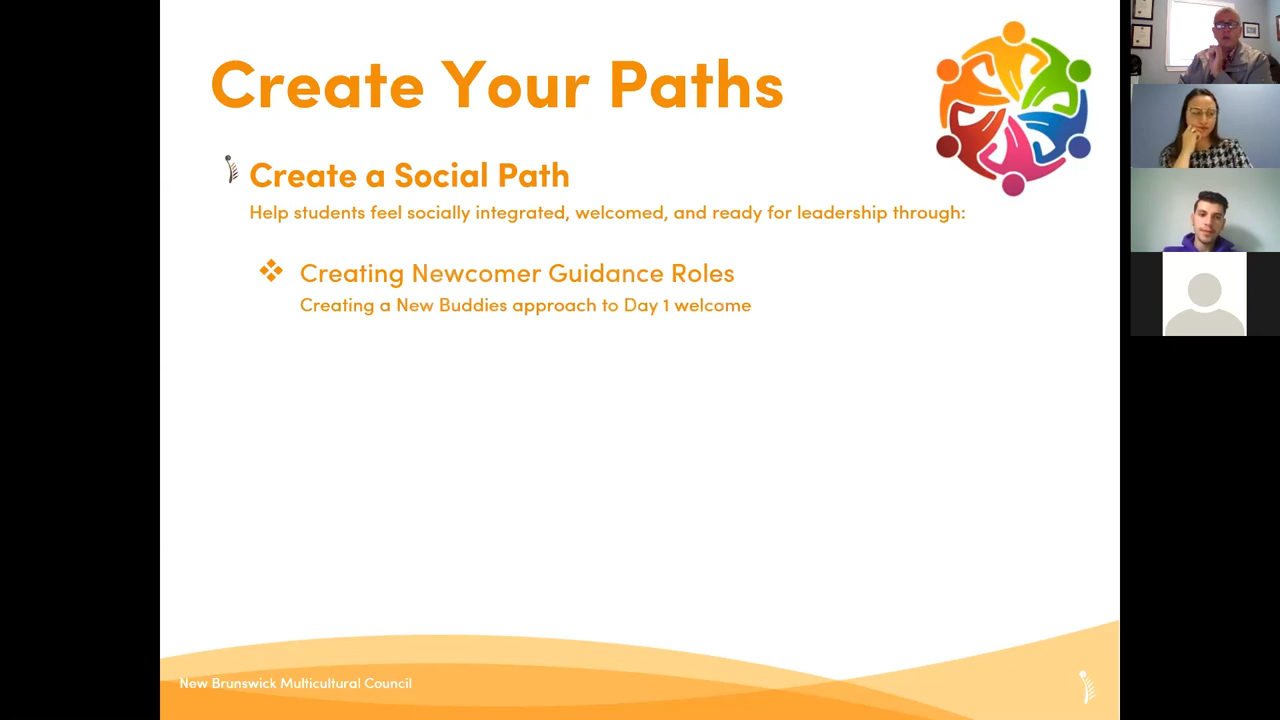 Create Your Paths
Create a Social Path
Help students feel socially integrated, welcomed, and ready for leadership through:
Creating Newcomer Guidance Roles
Creating a New Buddies approach to Day 1 welcome
New Brunswick Multicultural Council